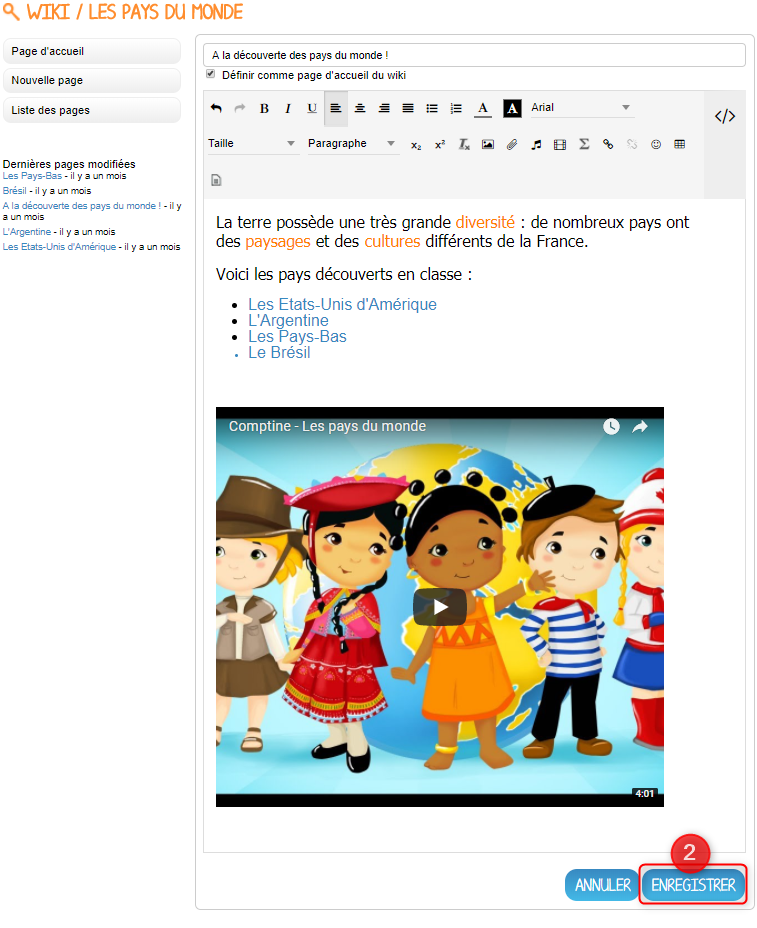 WIKI / LES PAYS DU MONDE
Page d'accueil
Nouvelle page
Liste des pages
Dernières pages modifiées
Les Pays-Bas - il y a un mois
Brésil - il y a un mois
A la découverte des pays du monde ! - il y
a un mois
L'Argentine - il y a un mois
Les Etats-Unis d'Amérique - il y a un mois
A la découverte des pays du monde !
Définir comme page d'accueil du wiki
B I U A A Arial </>
Taille Paragraphe x₂ x² Tx Σ
La terre possède une très grande diversité : de nombreux pays ont
des paysages et des cultures différents de la France.
Voici les pays découverts en classe :
Les Etats-Unis d'Amérique
L'Argentine
Les Pays-Bas
Le Brésil
Comptine - Les pays du monde
4:01
2
ANNULER ENREGISTRER